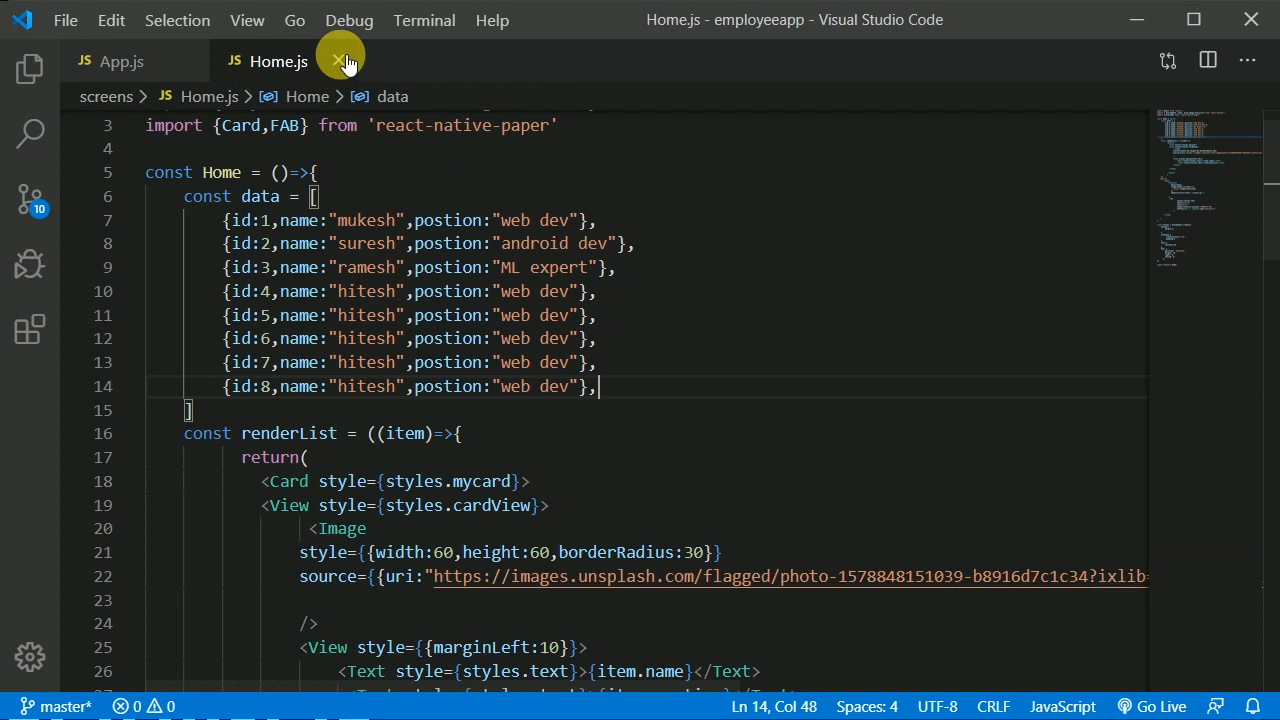 File Edit Selection View Go Debug Terminal Help Home.js - employeeapp - Visual Studio Code
JS App.js JS Home.js
screens > JS Home.js > Home > data
3 import {Card,FAB} from 'react-native-paper'
4
5 const Home = ()=>{
6 const data = [
7 {id:1,name:"mukesh",postion:"web dev"},
8 {id:2,name:"suresh",postion:"android dev"},
9 {id:3,name:"ramesh",postion:"ML expert"},
10 {id:4,name:"hitesh",postion:"web dev"},
11 {id:5,name:"hitesh",postion:"web dev"},
12 {id:6,name:"hitesh",postion:"web dev"},
13 {id:7,name:"hitesh",postion:"web dev"},
14 {id:8,name:"hitesh",postion:"web dev"},
15 ]
16 const renderList = ((item)=>{
17 return(
18 <Card style={styles.mycard}>
19 <View style={styles.cardView}>
20 <Image
21 style={{width:60,height:60,borderRadius:30}}
22 source={{uri:"https://images.unsplash.com/flagged/photo-1578848151039-b8916d7c1c34?ixlib=
23
24 />
25 <View style={{marginLeft:10}}>
26 <Text style={styles.text}>{item.name}</Text>
10
master* 0 0 Ln 14, Col 48 Spaces: 4 UTF-8 CRLF JavaScript Go Live